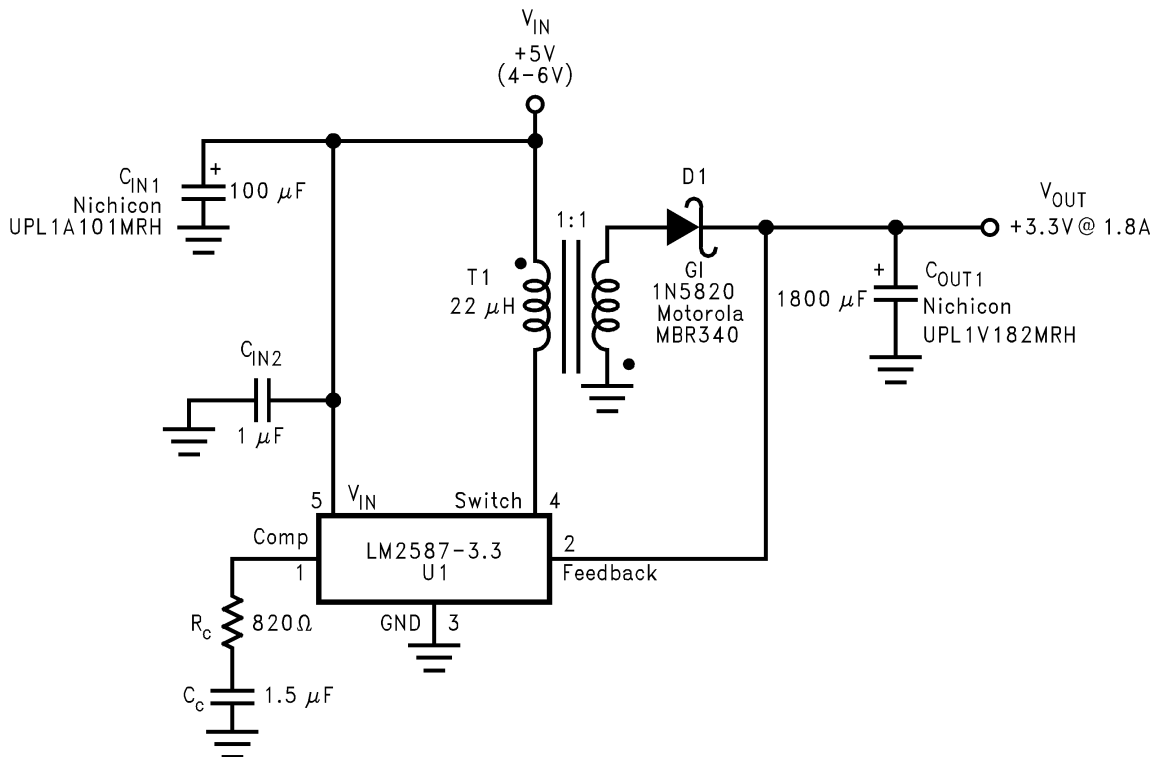 V_IN
+5V
(4-6V)
C_IN1
Nichicon
UPL1A101MRH
+
100 μF
D1
V_OUT
+3.3V @ 1.8A
1:1
T1
22 μH
GI
1N5820
Motorola
MBR340
+
1800 μF
C_OUT1
Nichicon
UPL1V182MRH
C_IN2
1 μF
5
V_IN
Switch
4
Comp
1
LM2587-3.3
U1
2
Feedback
GND
3
R_c
820Ω
C_c
1.5 μF